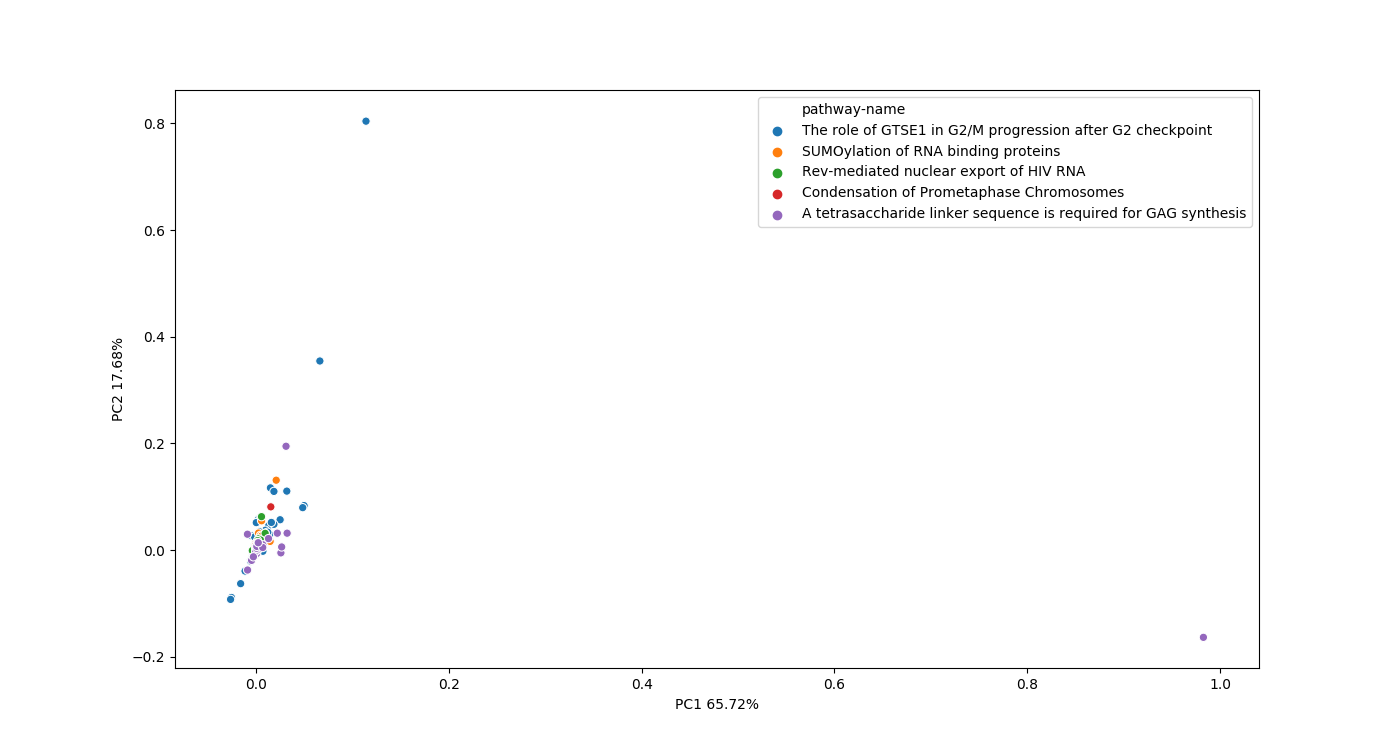 pathway-name
The role of GTSE1 in G2/M progression after G2 checkpoint
SUMOylation of RNA binding proteins
Rev-mediated nuclear export of HIV RNA
Condensation of Prometaphase Chromosomes
A tetrasaccharide linker sequence is required for GAG synthesis
0.8
0.6
0.4
0.2
0.0
−0.2
PC2 17.68%
0.0 0.2 0.4 0.6 0.8 1.0
PC1 65.72%